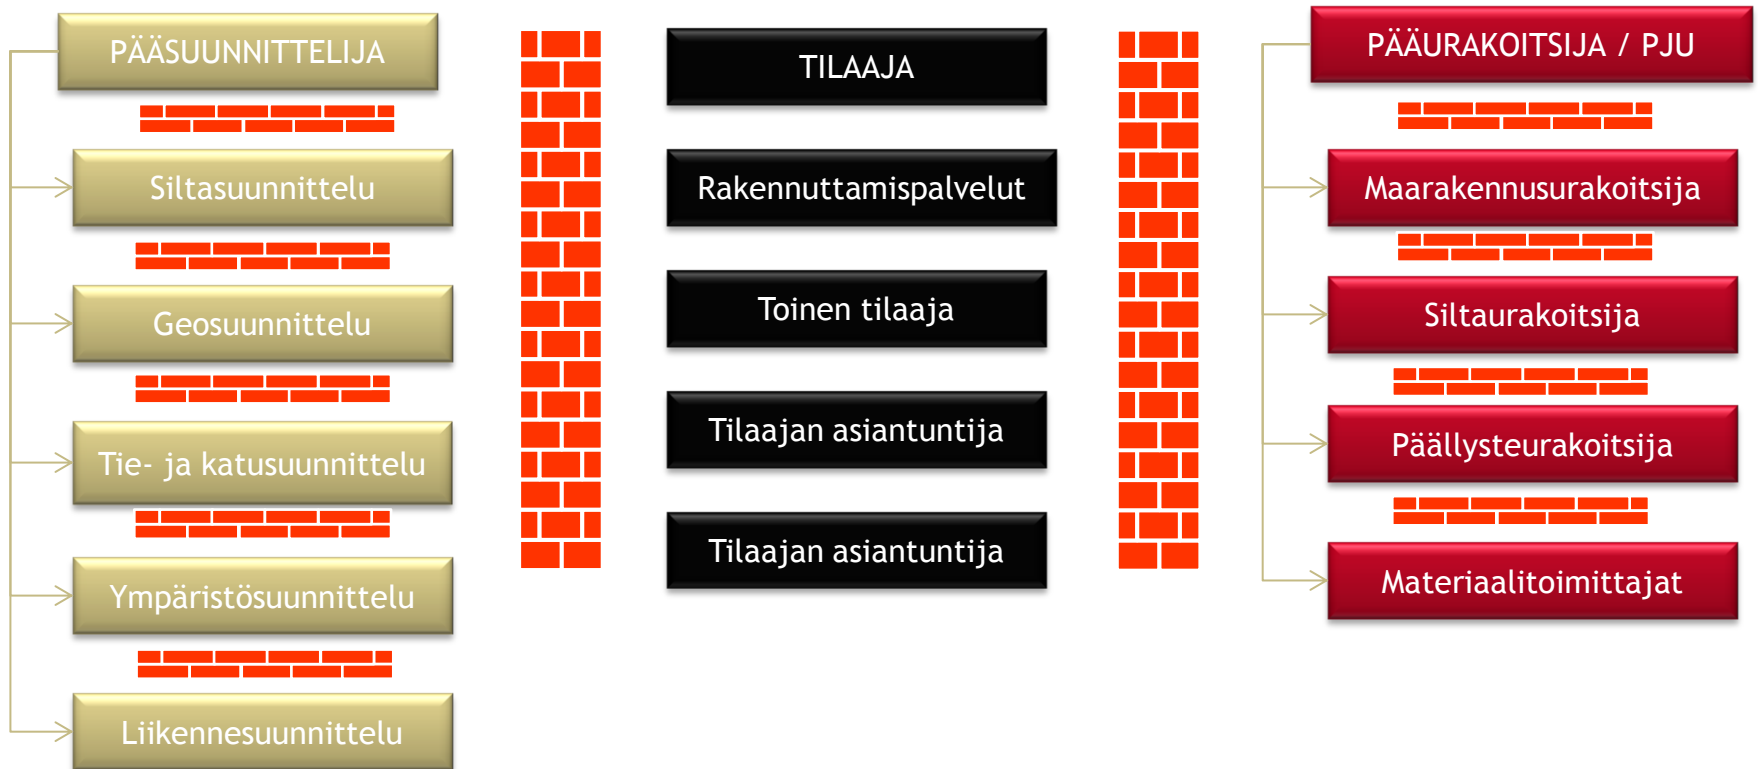 PÄÄSUUNNITTELIJA
Siltasuunnittelu
Geosuunnittelu
Tie- ja katusuunnittelu
Ympäristösuunnittelu
Liikennesuunnittelu
TILAAJA
Rakennuttamispalvelut
Toinen tilaaja
Tilaajan asiantuntija
Tilaajan asiantuntija
PÄÄURAKOITSIJA / PJU
Maarakennusurakoitsija
Siltaurakoitsija
Päällysteurakoitsija
Materiaalitoimittajat